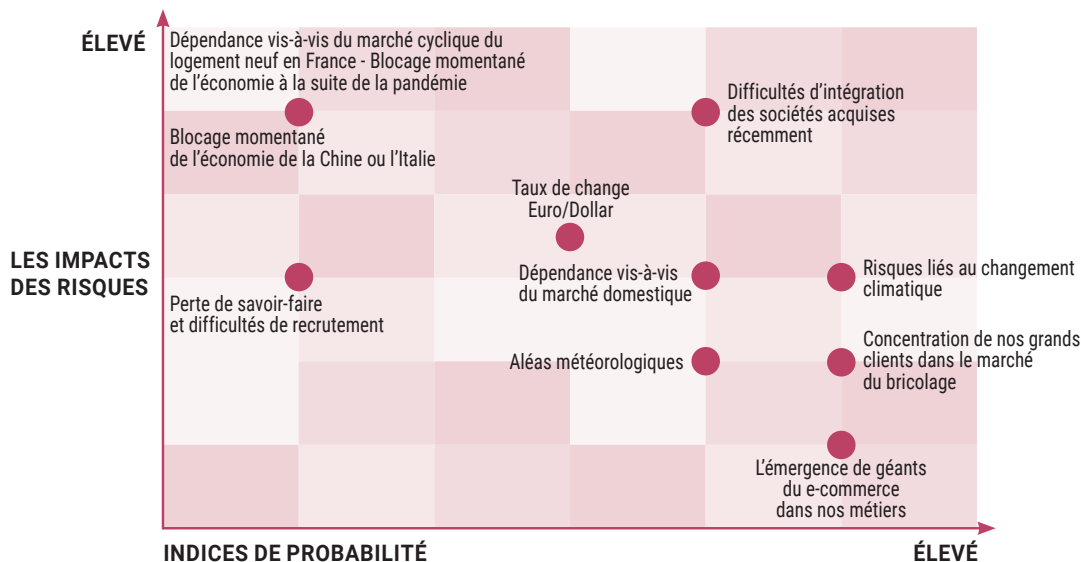 ÉLEVÉ
Dépendance vis-à-vis du marché cyclique du
logement neuf en France - Blocage momentané
de l'économie à la suite de la pandémie
Blocage momentané
de l'économie de la Chine ou l'Italie
Difficultés d'intégration
des sociétés acquises
récemment
Taux de change
Euro/Dollar
LES IMPACTS
DES RISQUES
Dépendance vis-à-vis
du marché domestique
Risques liés au changement
climatique
Perte de savoir-faire
et difficultés de recrutement
Aléas météorologiques
Concentration de nos grands
clients dans le marché
du bricolage
L'émergence de géants
du e-commerce
dans nos métiers
INDICES DE PROBABILITÉ
ÉLEVÉ